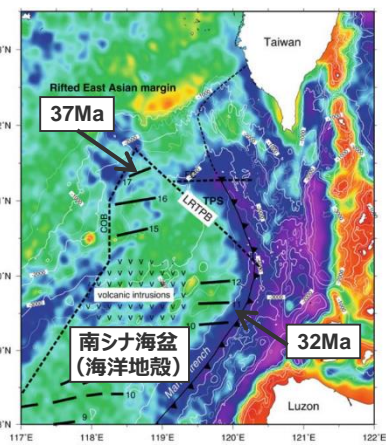 Taiwan
Rifted East Asian margin
37Ma
17
16
15
COB
LRTPB
TPS
volcanic intrusions
12
11
10
南シナ海盆
(海洋地殻)
32Ma
Manila Trench
10
9
Luzon
117˚E
118˚E
119˚E
120˚E
121˚E
122˚E